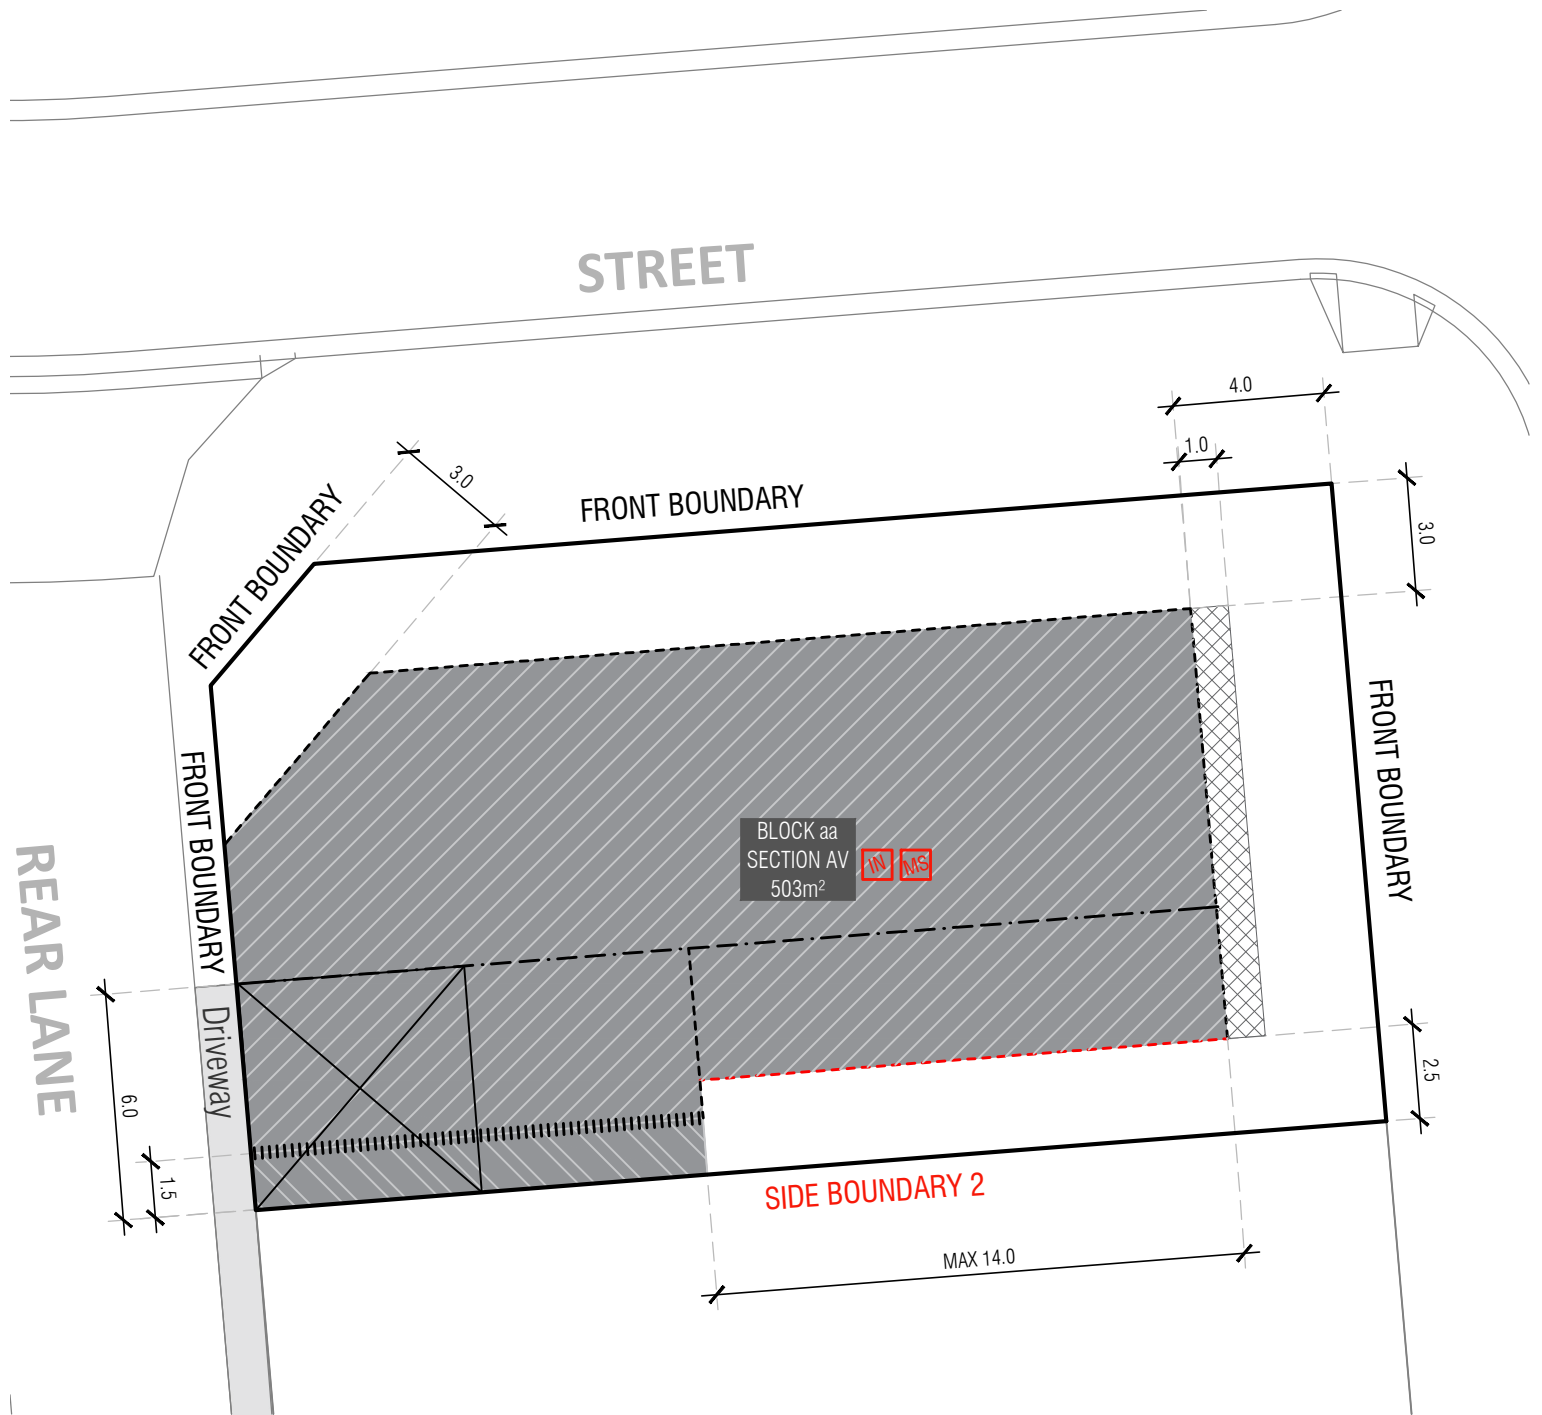 STREET
4.0
1.0
3.0
FRONT BOUNDARY
FRONT BOUNDARY
3.0
FRONT BOUNDARY
FRONT BOUNDARY
BLOCK aa
SECTION AV
503m²
IN
MS
REAR LANE
Driveway
6.0
1.5
2.5
SIDE BOUNDARY 2
MAX 14.0